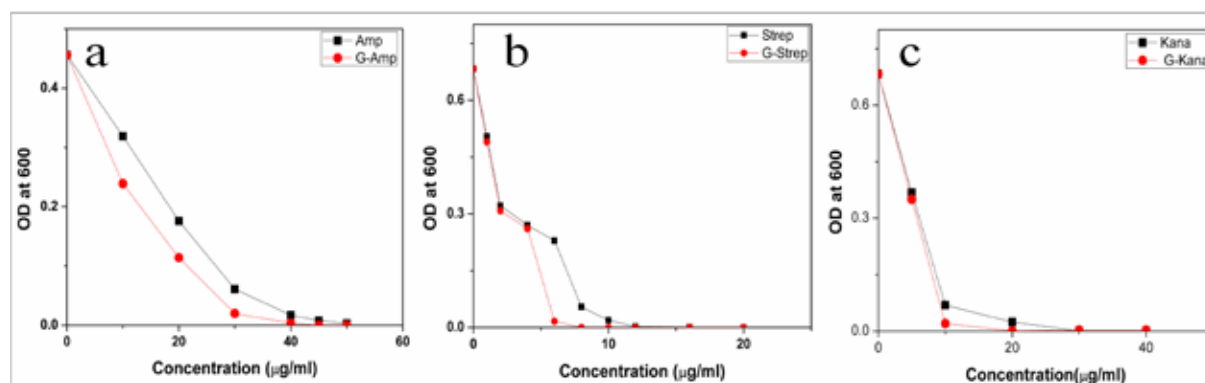 a
Amp
G-Amp
OD at 600
0.4
0.2
0.0
0
20
40
60
Concentration (μg/ml)
b
Strep
G-Strep
OD at 600
0.6
0.3
0.0
0
10
20
Concentration (μg/ml)
c
Kana
G-Kana
OD at 600
0.6
0.3
0.0
0
20
40
Concentration(μg/ml)